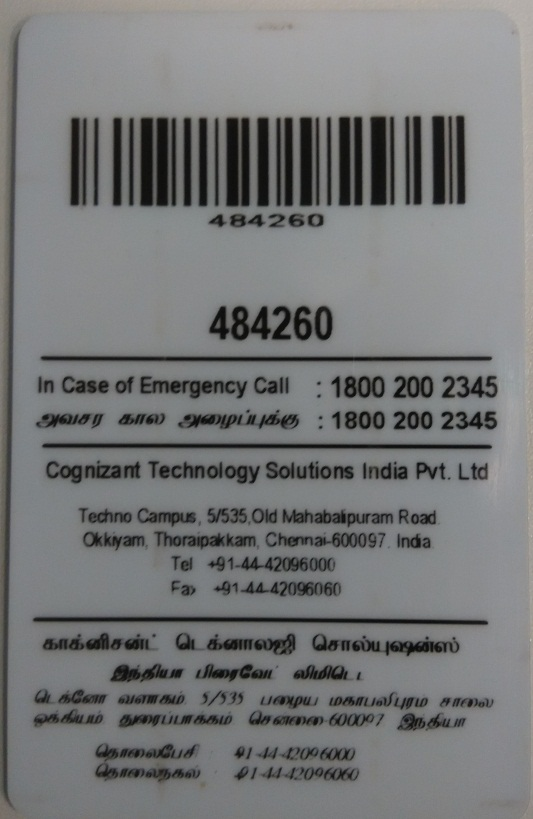 484260
484260
In Case of Emergency Call : 1800 200 2345
அவசர கால அழைப்புக்கு : 1800 200 2345
Cognizant Technology Solutions India Pvt. Ltd
Techno Campus, 5/535,Old Mahabalipuram Road.
Okkiyam, Thoraipakkam, Chennai-600097. India.
Tel +91-44-42096000
Fax +91-44-42096060
காக்னிசன்ட் டெக்னாலஜி சொல்யுஷன்ஸ்
இந்தியா பிரைவேட் லிமிடெட
டெக்னோ வளாகம் 5/535 பழைய மகாபலிபுரம் சாலை
ஒக்கியம் துரைப்பாக்கம் சென்னை-600097 இந்தியா
தொலைபேசி : 91-44-42096000
தொலைநகல் : 91-44-42096060